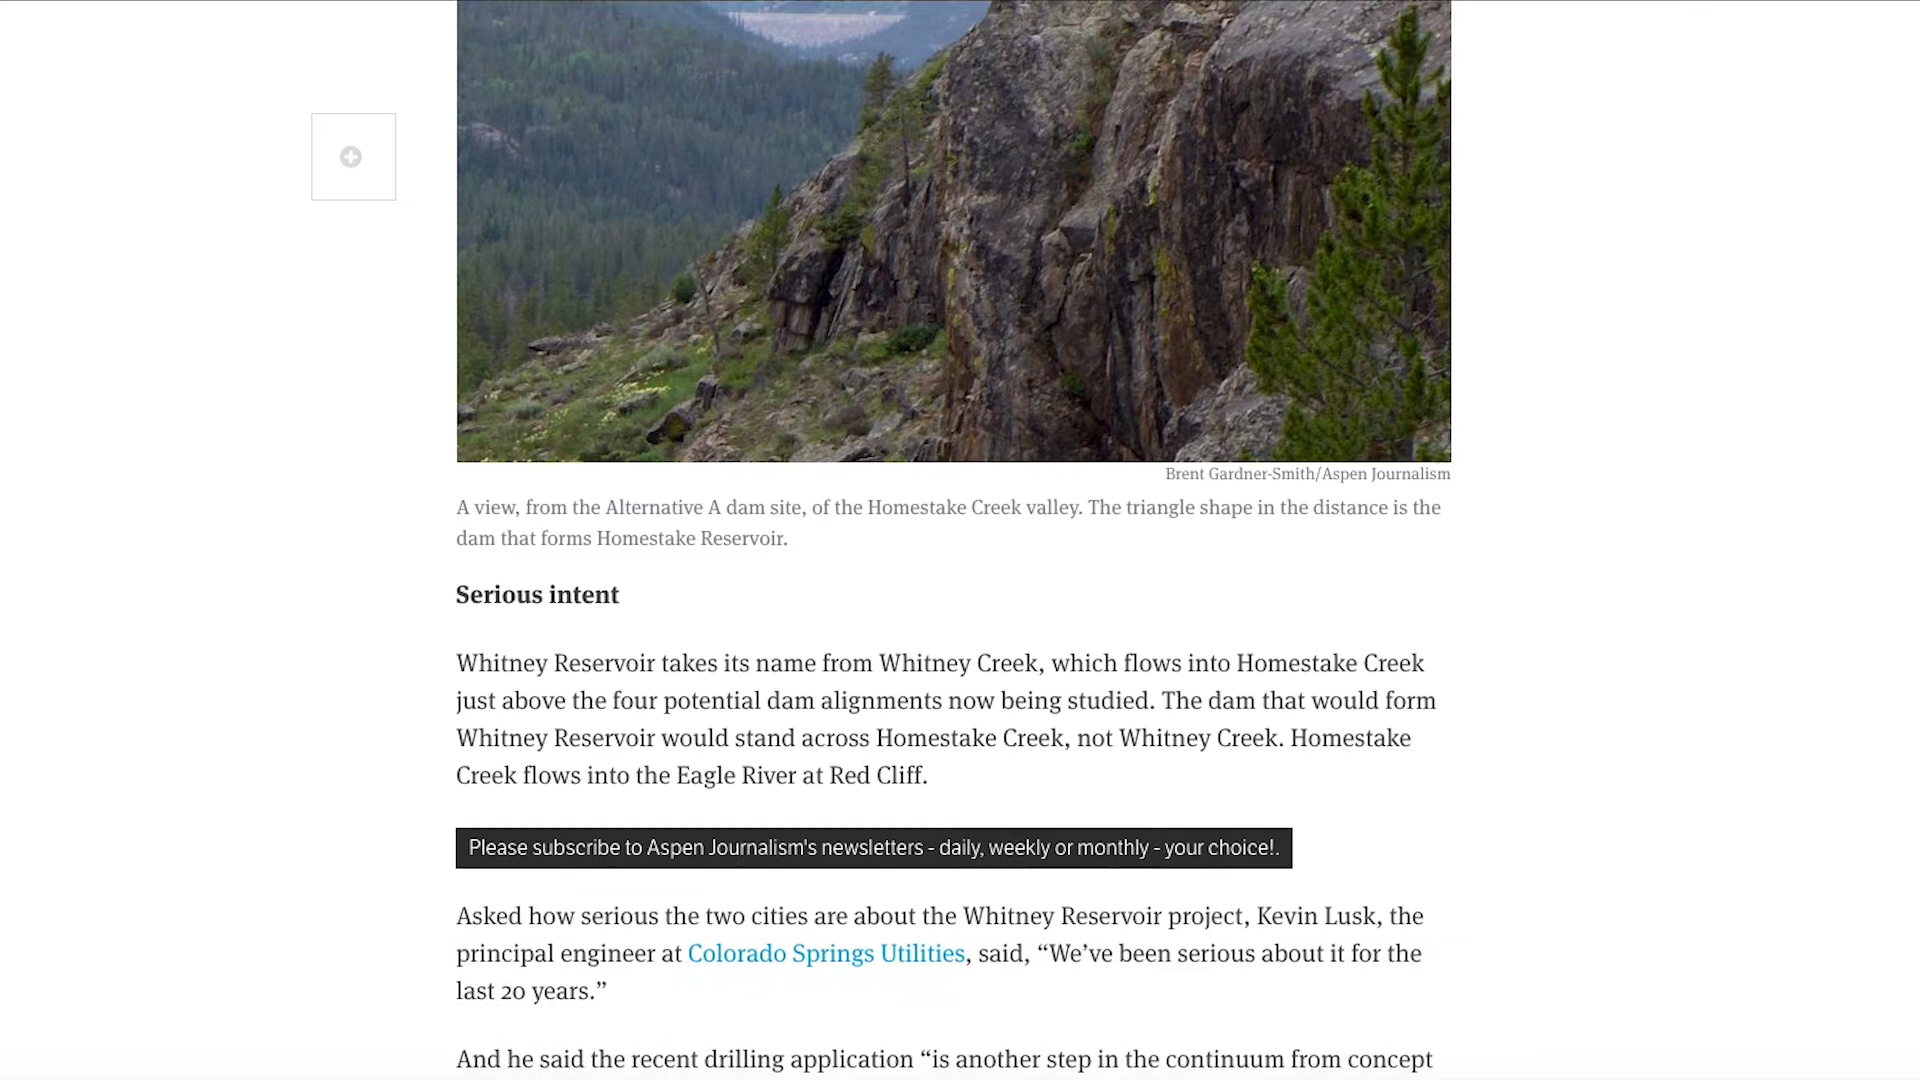 Brent Gardner-Smith/Aspen Journalism
A view, from the Alternative A dam site, of the Homestake Creek valley. The triangle shape in the distance is the
dam that forms Homestake Reservoir.
Serious intent
Whitney Reservoir takes its name from Whitney Creek, which flows into Homestake Creek
just above the four potential dam alignments now being studied. The dam that would form
Whitney Reservoir would stand across Homestake Creek, not Whitney Creek. Homestake
Creek flows into the Eagle River at Red Cliff.
Please subscribe to Aspen Journalism's newsletters - daily, weekly or monthly - your choice!.
Asked how serious the two cities are about the Whitney Reservoir project, Kevin Lusk, the
principal engineer at Colorado Springs Utilities, said, “We’ve been serious about it for the
last 20 years.”
And he said the recent drilling application “is another step in the continuum from concept